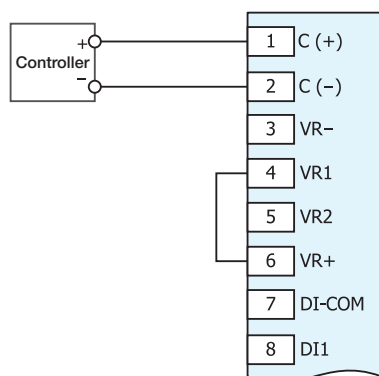 +
Controller
−
1 C (+)
2 C (−)
3 VR−
4 VR1
5 VR2
6 VR+
7 DI-COM
8 DI1